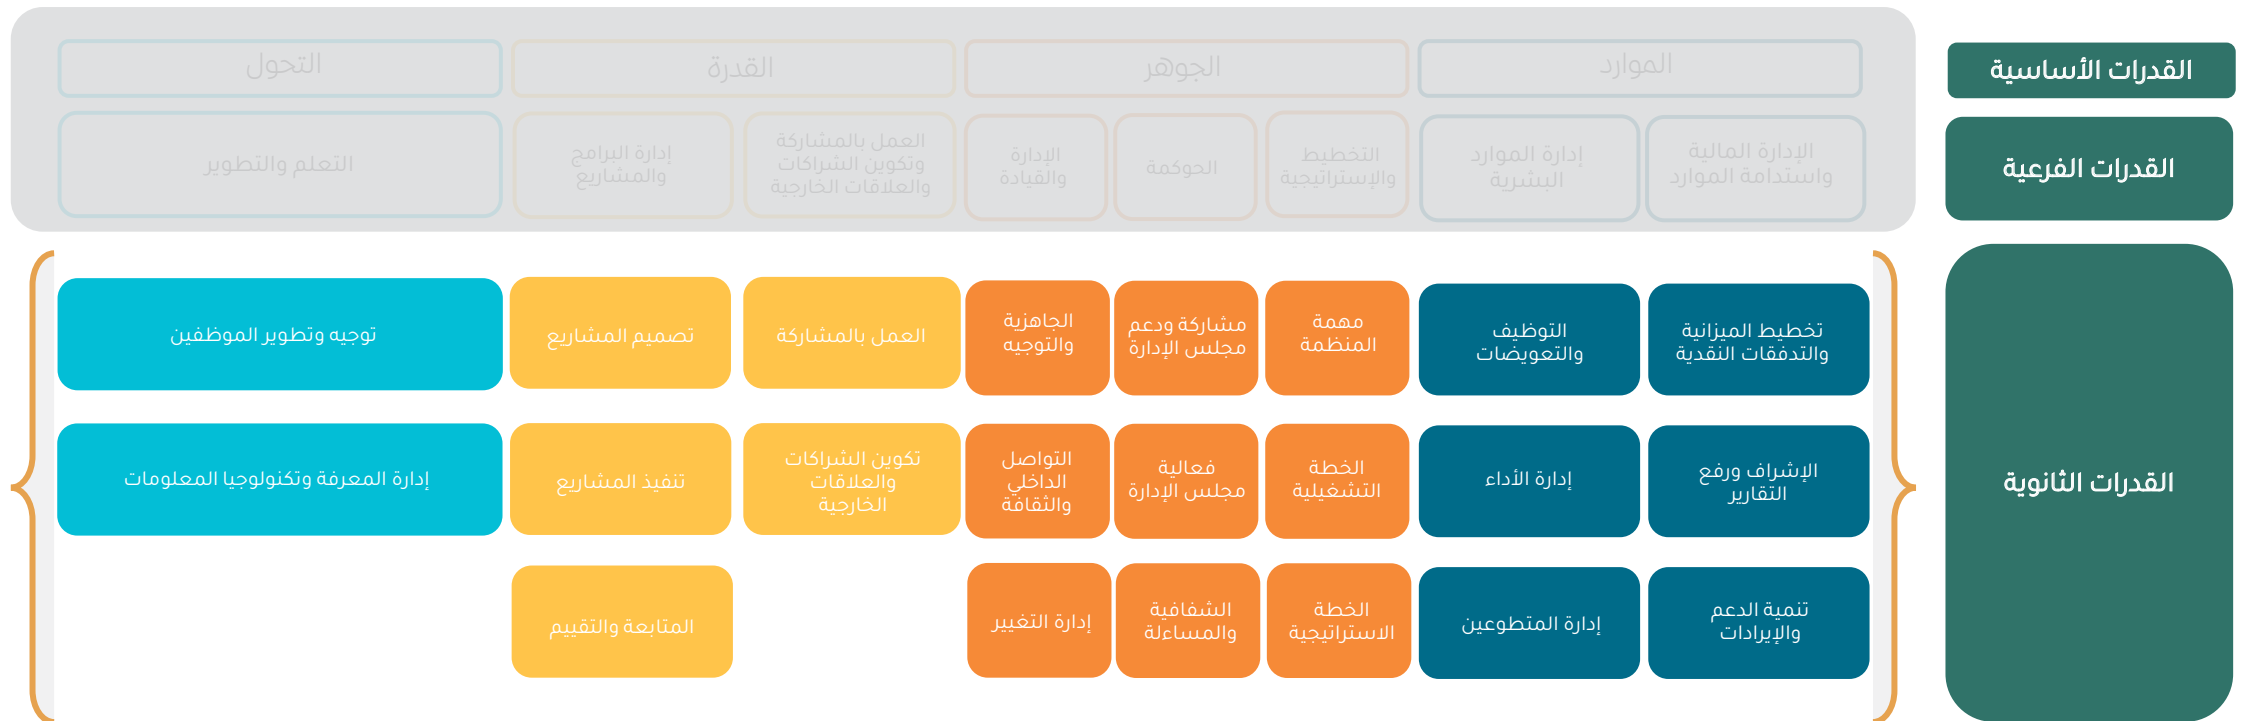 القدرات الأساسية
الموارد
الجوهر
القدرة
التحول
القدرات الفرعية
الإدارة المالية
واستدامة الموارد
إدارة الموارد
البشرية
التخطيط
والإستراتيجية
الحوكمة
الإدارة
والقيادة
العمل بالمشاركة
وتكوين الشراكات
والعلاقات الخارجية
إدارة البرامج
والمشاريع
التعلم والتطوير
القدرات الثانوية
تخطيط الميزانية
والتدفقات النقدية
التوظيف
والتعويضات
مهمة
المنظمة
مشاركة ودعم
مجلس الإدارة
الجاهزية
والتوجيه
العمل بالمشاركة
تصميم المشاريع
توجيه وتطوير الموظفين
الإشراف ورفع
التقارير
إدارة الأداء
الخطة
التشغيلية
فعالية
مجلس الإدارة
التواصل
الداخلي
والثقافة
تكوين الشراكات
والعلاقات
الخارجية
تنفيذ المشاريع
إدارة المعرفة وتكنولوجيا المعلومات
تنمية الدعم
والإيرادات
إدارة المتطوعين
الخطة
الاستراتيجية
الشفافية
والمساءلة
إدارة التغيير
المتابعة والتقييم